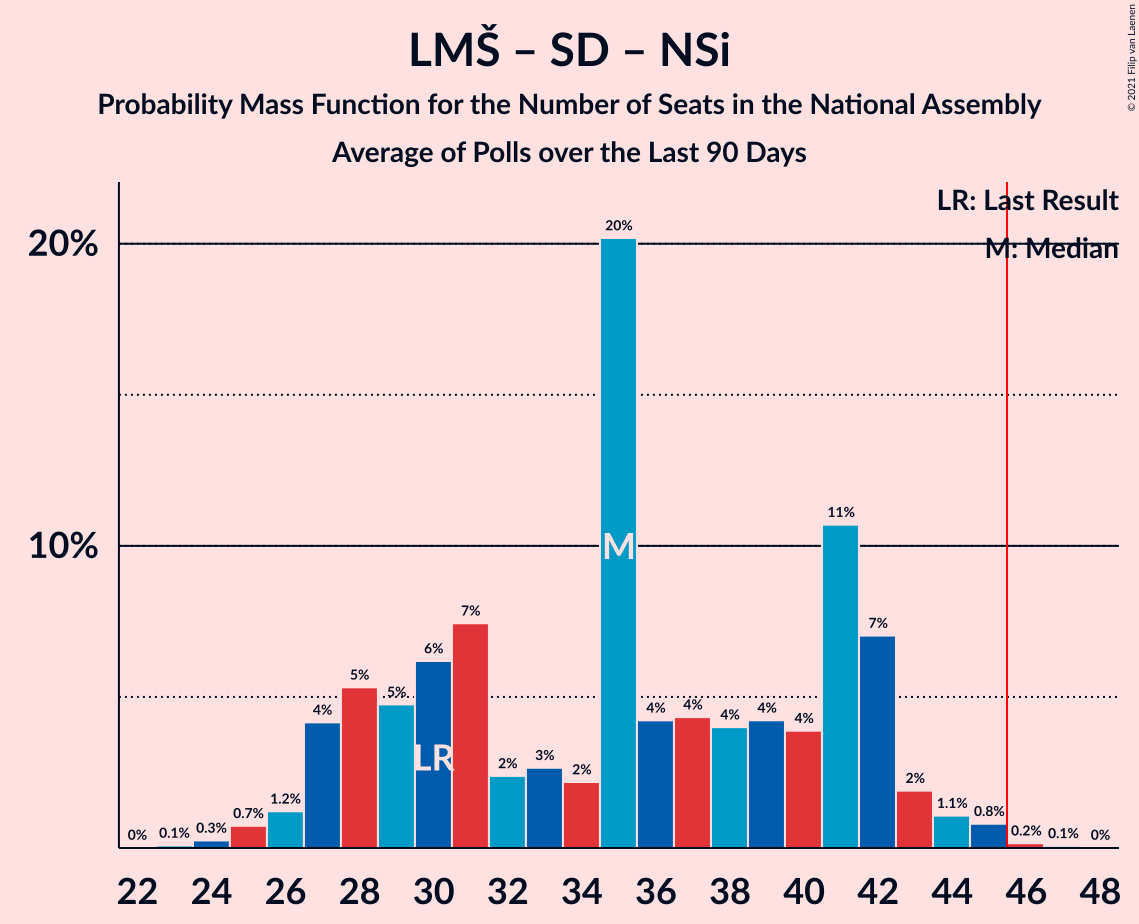 LMŠ – SD – NSi
Probability Mass Function for the Number of Seats in the National Assembly
Average of Polls over the Last 90 Days
© 2021 Filip van Laenen
LR: Last Result
M: Median
20%
10%
0% 0.1% 0.3% 0.7% 1.2% 4% 5% 5% 6% 7% 2% 3% 2% 20% 4% 4% 4% 4% 4% 11% 7% 2% 1.1% 0.8% 0.2% 0.1% 0%
LR
M
22 24 26 28 30 32 34 36 38 40 42 44 46 48